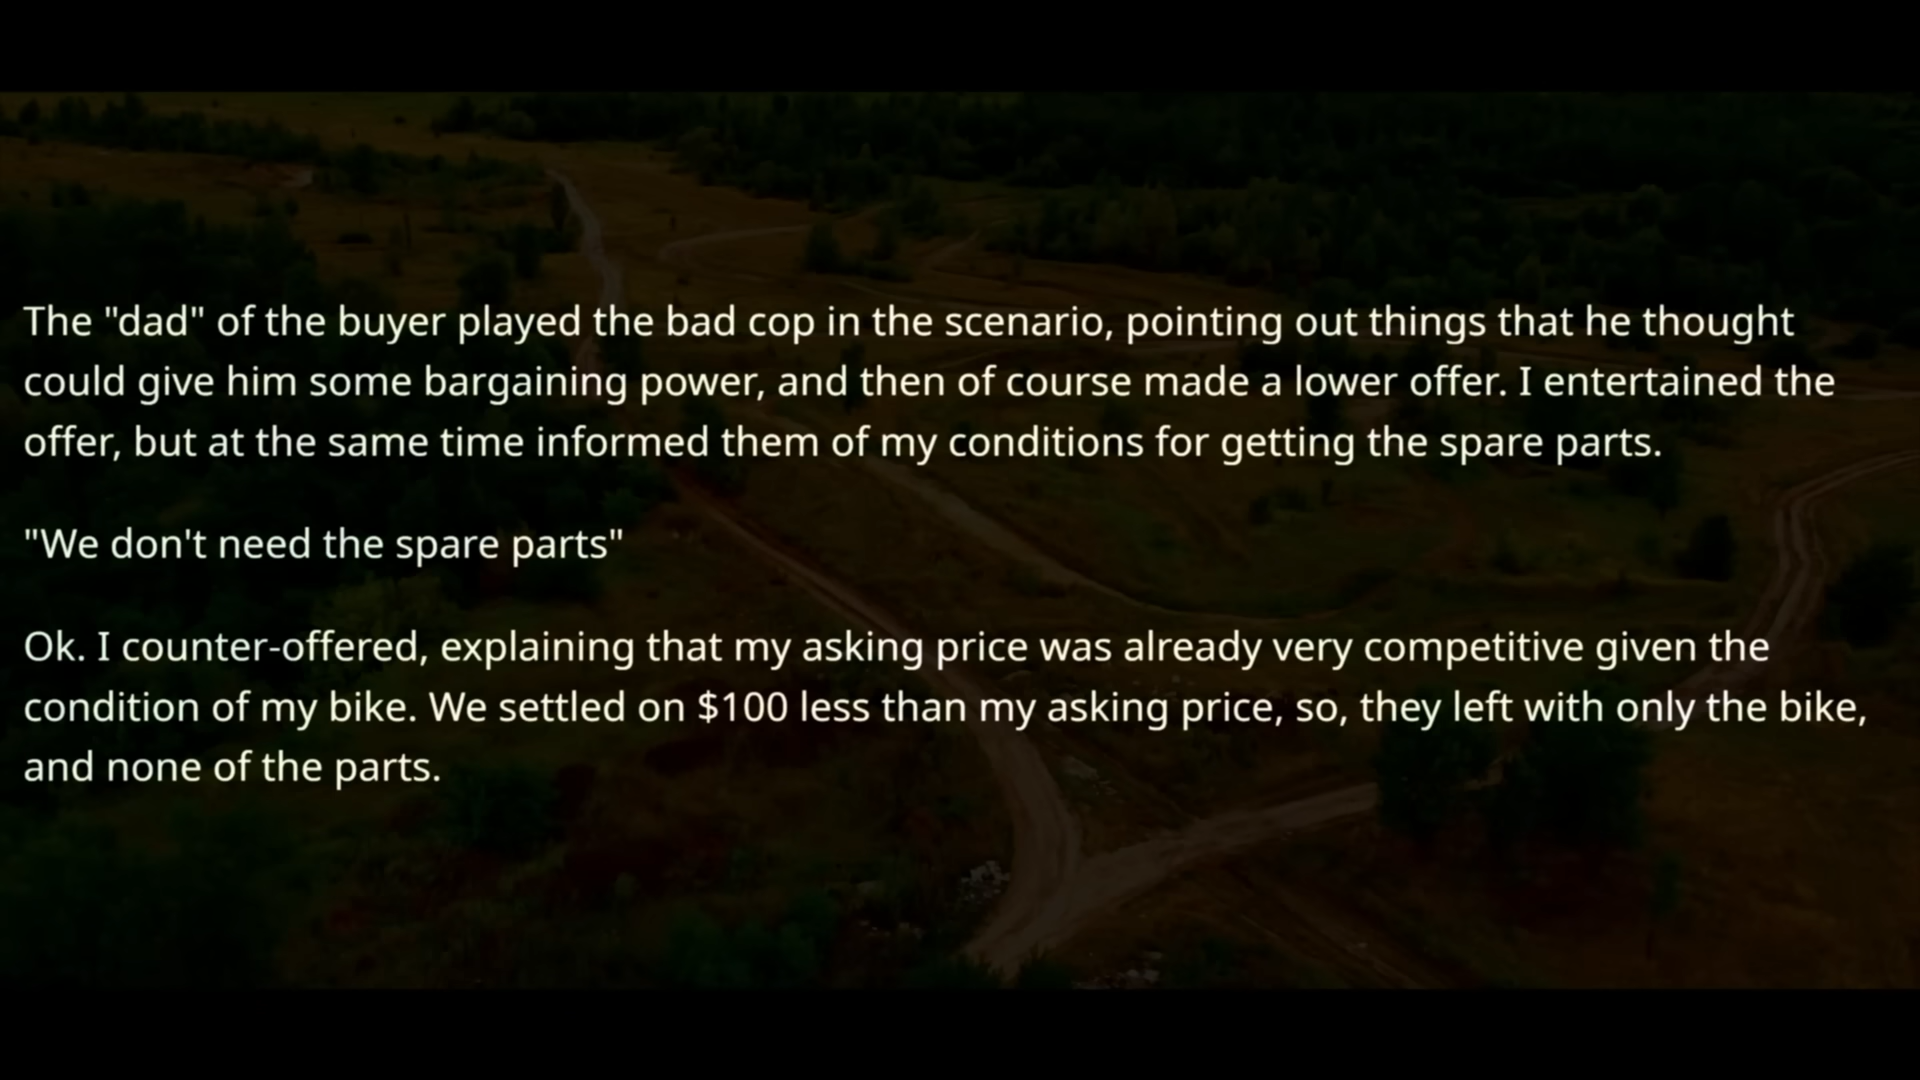 The "dad" of the buyer played the bad cop in the scenario, pointing out things that he thought
could give him some bargaining power, and then of course made a lower offer. I entertained the
offer, but at the same time informed them of my conditions for getting the spare parts.
"We don't need the spare parts"
Ok. I counter-offered, explaining that my asking price was already very competitive given the
condition of my bike. We settled on $100 less than my asking price, so, they left with only the bike,
and none of the parts.